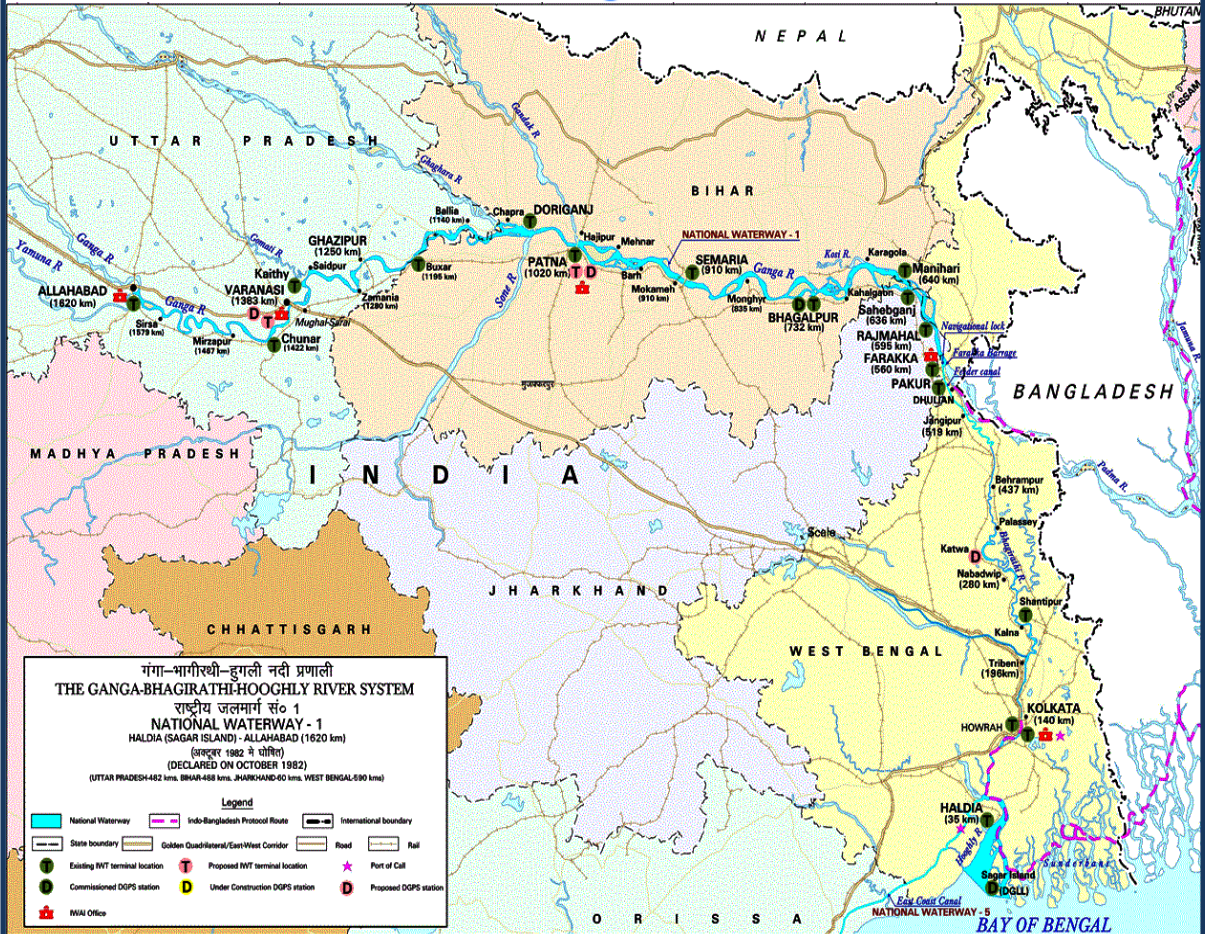 BHUTAN
NEPAL
ASSAM
UTTAR PRADESH
Gandak R
Ghaghara R
BIHAR
Ballia
(1140 km)
Chapra
DORIGANJ
Gomati R
GHAZIPUR
(1250 km)
Hajipur
Mehnar
NATIONAL WATERWAY - 1
Ganga R
Yamuna R
Kaithy
Saidpur
Buxar
(1195 km)
PATNA
(1020 km)
T D
Barh
SEMARIA
(910 km)
Ganga R
Kosi R
Karagola
Manihari
(640 km)
ALLAHABAD
(1620 km)
Ganga R
VARANASI
(1383 km)
Zamania
(1280 km)
Sone R
Mokameh
(910 km)
Monghyr
(835 km)
BHAGALPUR
(732 km)
Kahalgaon
Sahebganj
(636 km)
Sirsa
(1579 km)
Mirzapur
(1467 km)
Mughal-Sarai
Chunar
(1422 km)
RAJMAHAL
(595 km)
Navigational lock
FARAKKA
(560 km)
Farakka Barrage
Feeder canal
Jamuna R
PAKUR
DHULIAN
BANGLADESH
Jangipur
(519 km)
मुजफ्फरपुर
MADHYA PRADESH
INDIA
Padma R
Behrampur
(437 km)
Palassey
Scale
Katwa
D
Bhagirathi R
Nabadwip
(280 km)
JHARKHAND
Shantipur
Kalna
CHHATTISGARH
WEST BENGAL
Tribeni
(196km)
KOLKATA
(140 km)
HOWRAH
HALDIA
(35 km)
Hooghly R
Sunderbans
Sagar Island
D (DGLL)
East Coast Canal
NATIONAL WATERWAY - 5
ORISSA
BAY OF BENGAL
गंगा–भागीरथी–हुगली नदी प्रणाली
THE GANGA-BHAGIRATHI-HOOGHLY RIVER SYSTEM
राष्ट्रीय जलमार्ग सं० 1
NATIONAL WATERWAY - 1
HALDIA (SAGAR ISLAND) - ALLAHABAD (1620 km)
(अक्टूबर 1982 मे घोषित)
(DECLARED ON OCTOBER 1982)
(UTTAR PRADESH-482 kms, BIHAR-488 kms, JHARKHAND-60 kms, WEST BENGAL-590 kms)
Legend
National Waterway Indo-Bangladesh Protocol Route International boundary
State boundary Golden Quadrilateral/East-West Corridor Road Rail
T Existing IWT terminal location T Proposed IWT terminal location Port of Call
D Commissioned DGPS station D Under Construction DGPS station D Proposed DGPS station
IWAI Office